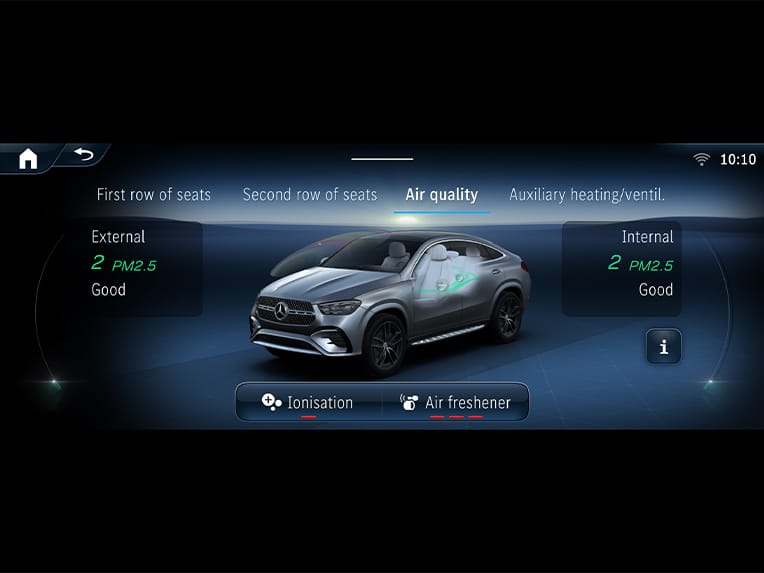 10:10
First row of seats Second row of seats Air quality Auxiliary heating/ventil.
External
2 PM2.5
Good
Internal
2 PM2.5
Good
i
Ionisation Air freshener